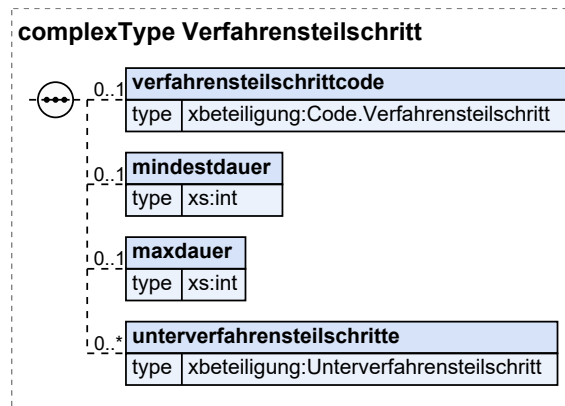 complexType Verfahrensteilschritt
0..1 verfahrensteilschrittcode
type xbeteiligung:Code.Verfahrensteilschritt
0..1 mindestdauer
type xs:int
0..1 maxdauer
type xs:int
0..* unterverfahrensteilschritte
type xbeteiligung:Unterverfahrensteilschritt